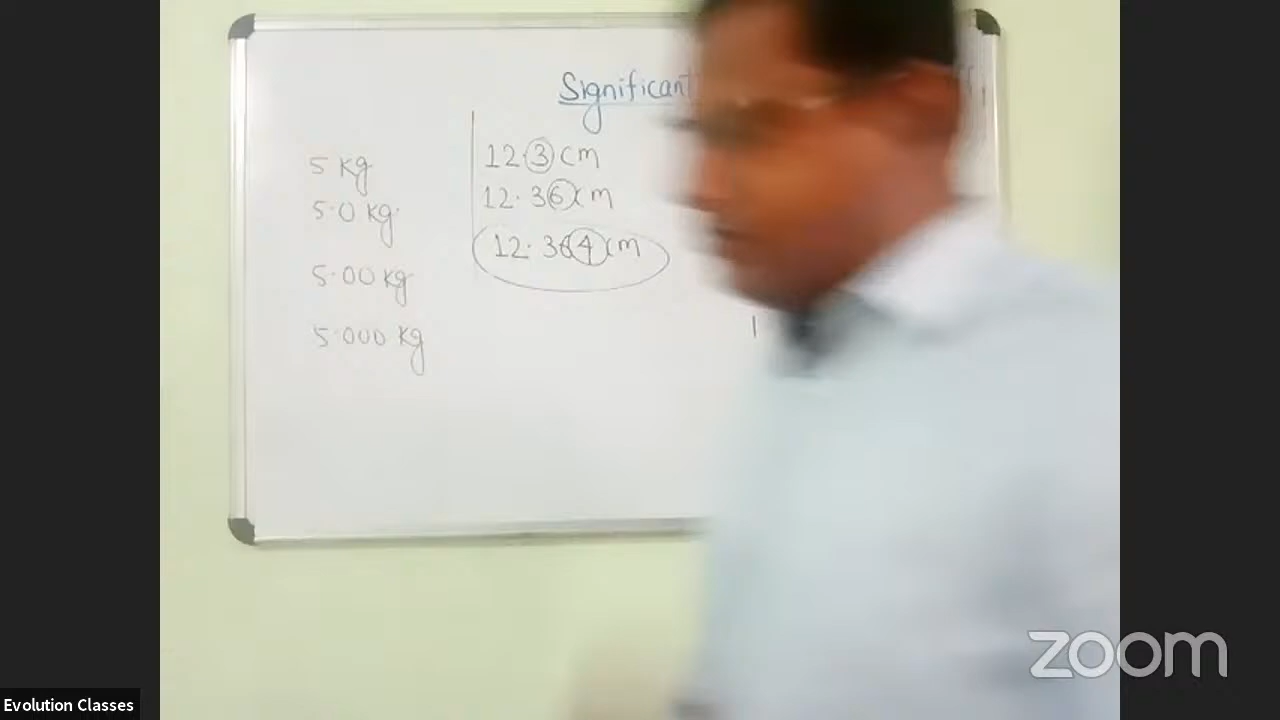 Significant
5 Kg
5.0 Kg.
5.00 Kg
5.000 Kg
12.3 cm
12.36 cm
12.364 cm
1
zoom
Evolution Classes